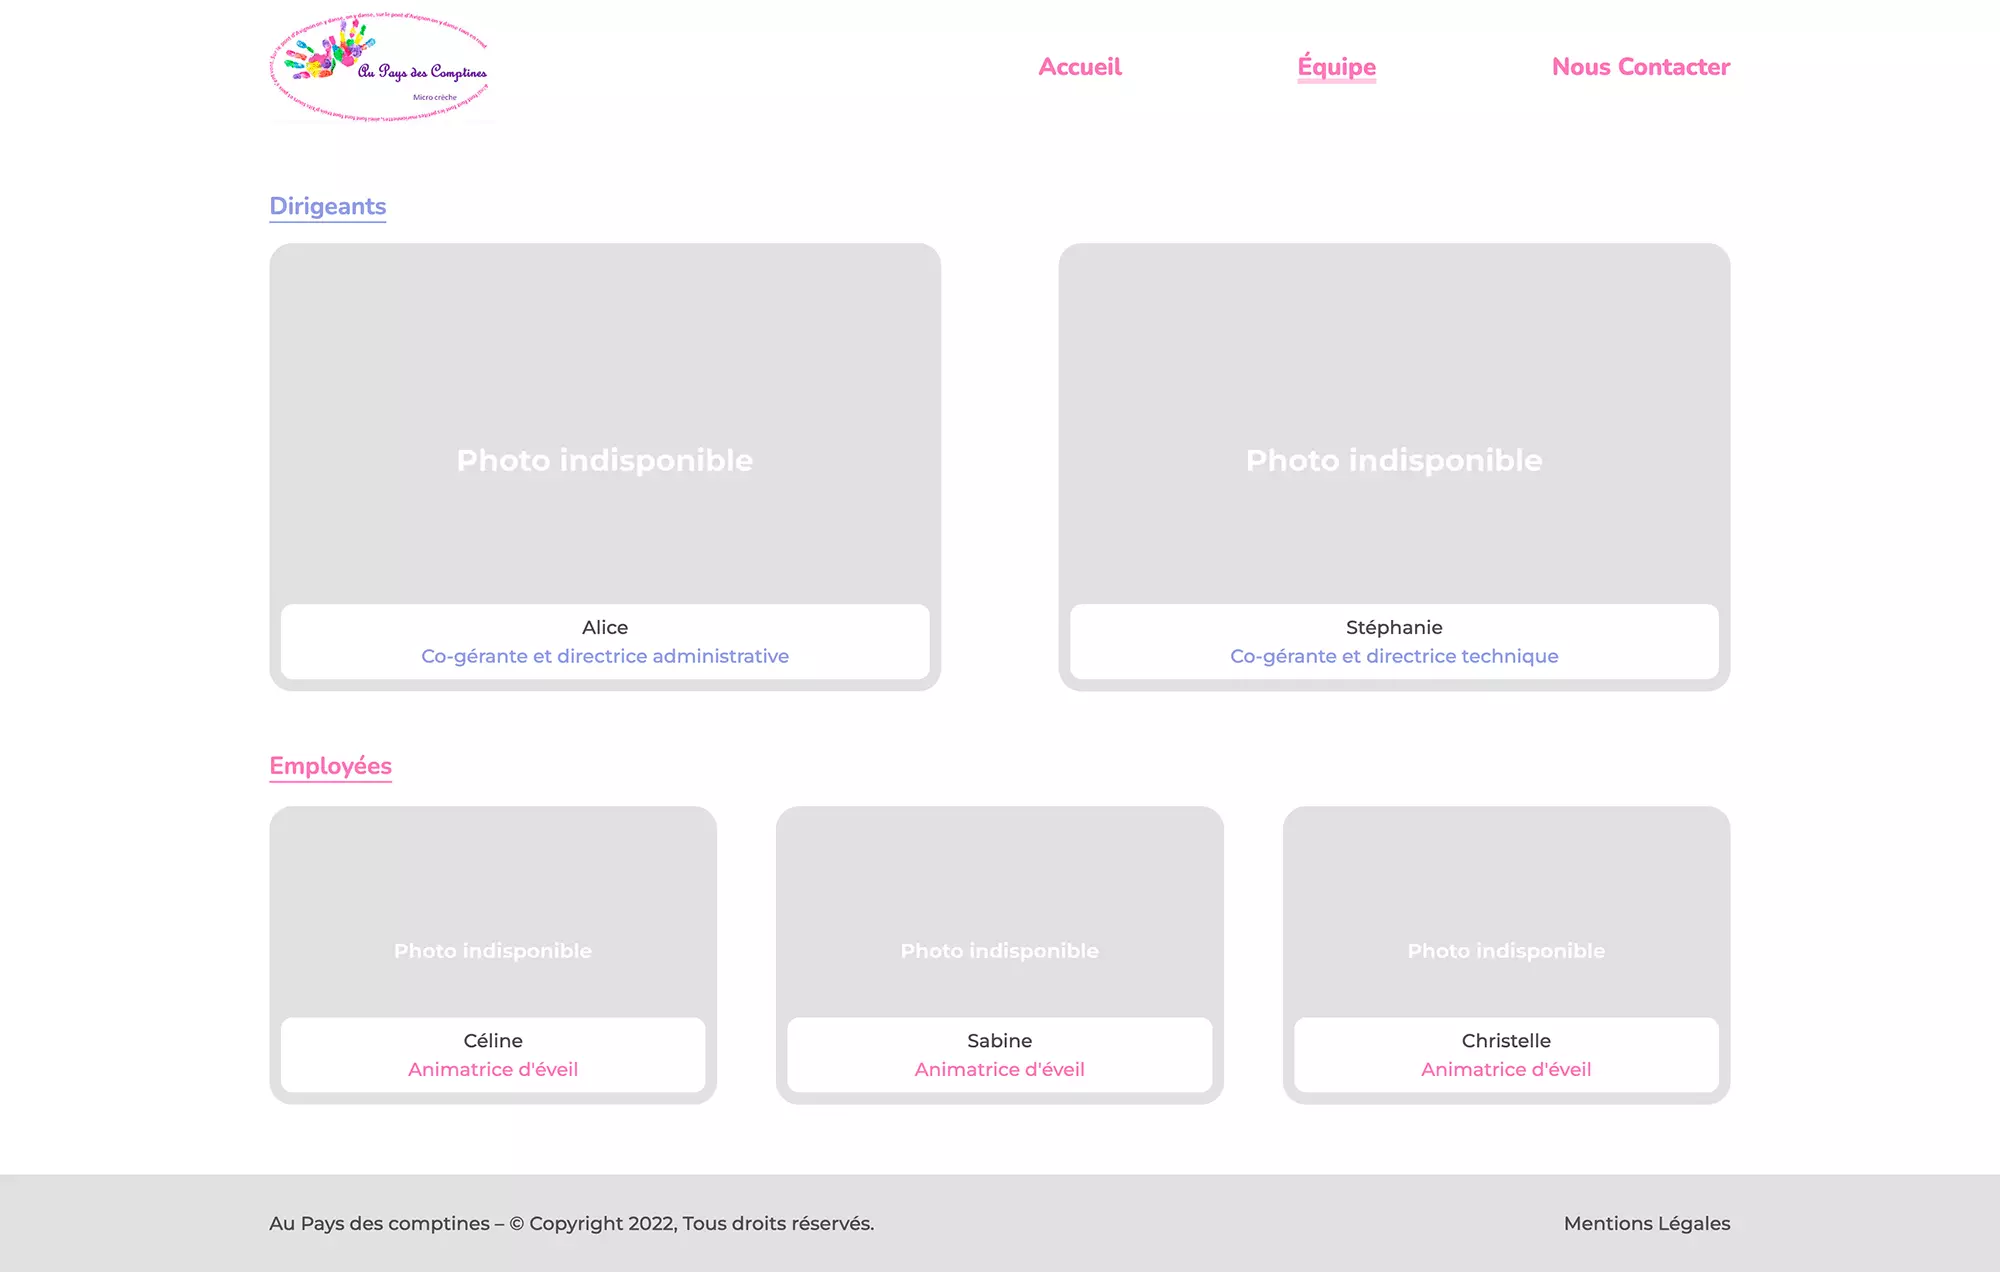 Au Pays des Comptines
Micro crèche
Accueil
Équipe
Nous Contacter
Dirigeants
Photo indisponible
Alice
Co-gérante et directrice administrative
Photo indisponible
Stéphanie
Co-gérante et directrice technique
Employées
Photo indisponible
Céline
Animatrice d'éveil
Photo indisponible
Sabine
Animatrice d'éveil
Photo indisponible
Christelle
Animatrice d'éveil
Au Pays des comptines – © Copyright 2022, Tous droits réservés.
Mentions Légales